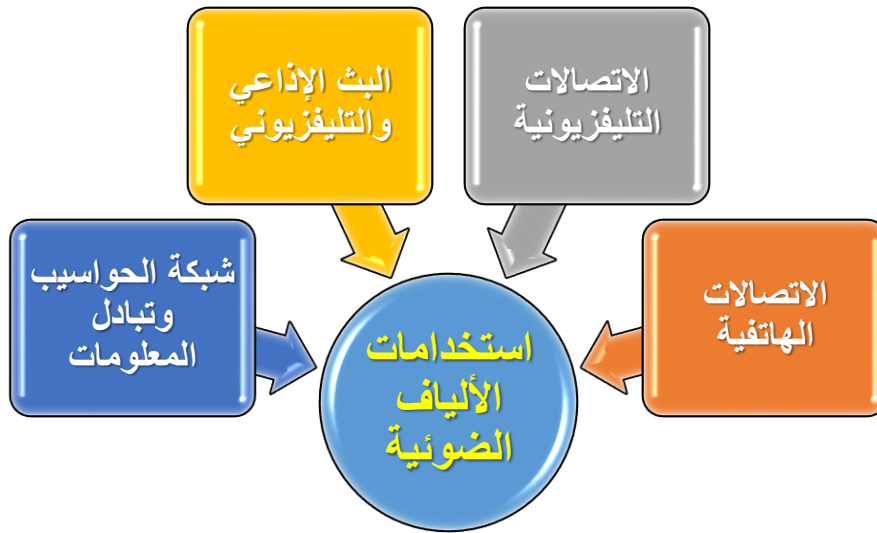 الاتصالات
التليفزيونية
البث الإذاعي
والتليفزيوني
الاتصالات
الهاتفية
شبكة الحواسيب
وتبادل
المعلومات
استخدامات
الألياف
الضوئية